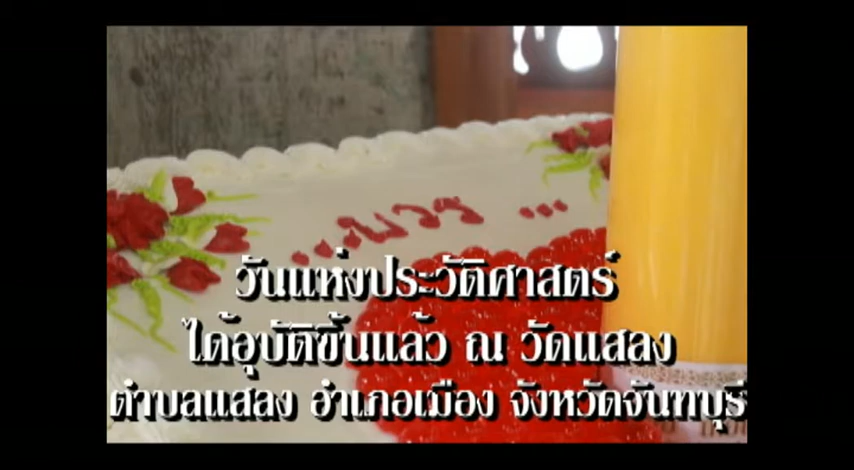 ...พวร...
วันแห่งประวัติศาสตร์
ได้อุบัติขึ้นแล้ว ณ วัดแสลง
ตำบลแสลง อำเภอเมือง จังหวัดจันทบุรี